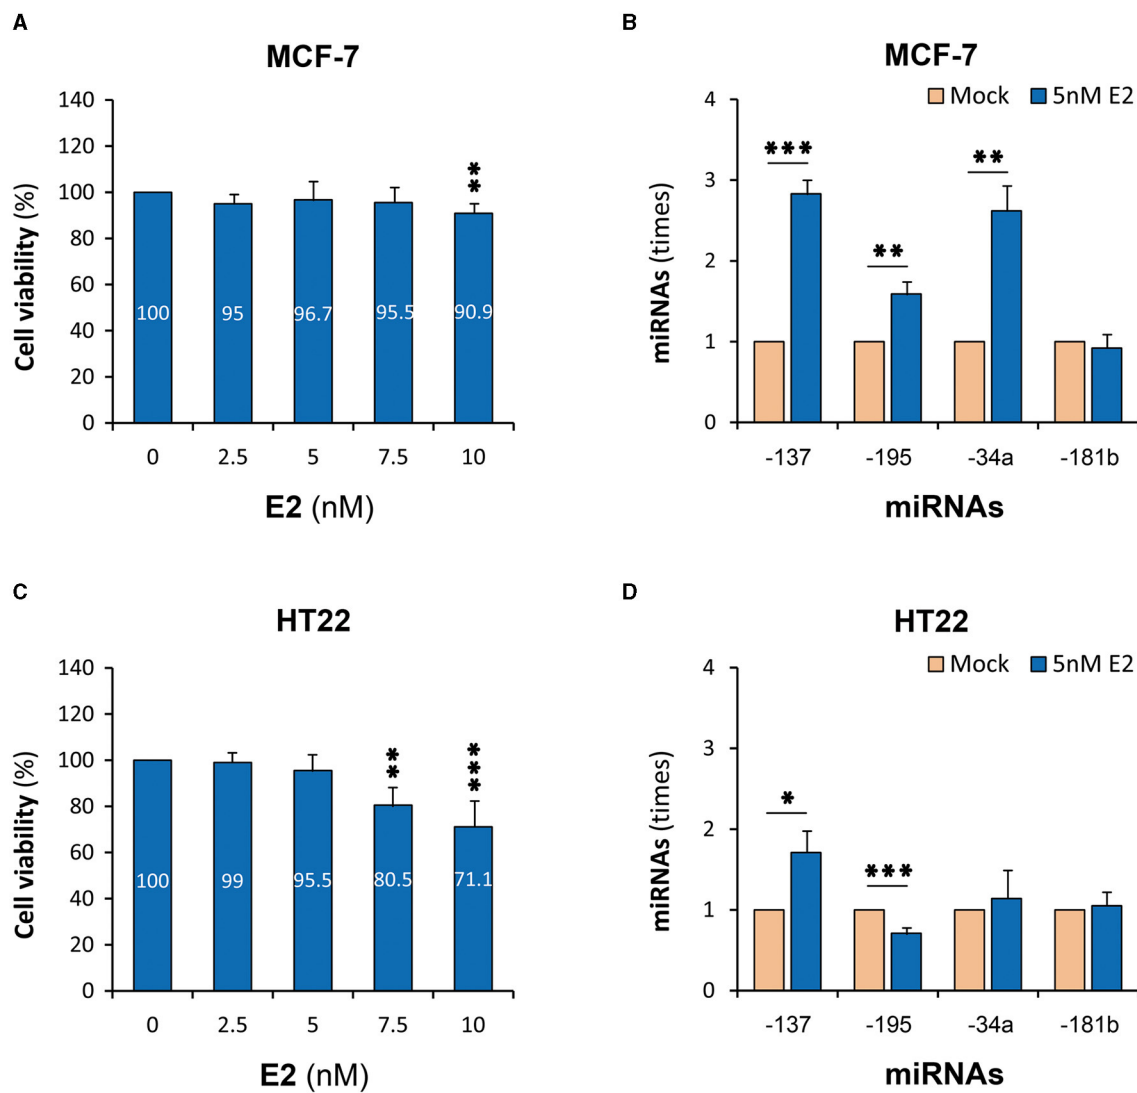 A
MCF-7
140
120
100
80
60
40
20
0
Cell viability (%)
100
95
96.7
95.5
90.9
**
0 2.5 5 7.5 10
E2 (nM)
B
MCF-7
Mock 5nM E2
4
3
2
1
0
miRNAs (times)
***
**
**
-137 -195 -34a -181b
miRNAs
C
HT22
140
120
100
80
60
40
20
0
Cell viability (%)
100
99
95.5
80.5
71.1
**
***
0 2.5 5 7.5 10
E2 (nM)
D
HT22
Mock 5nM E2
4
3
2
1
0
miRNAs (times)
*
***
-137 -195 -34a -181b
miRNAs